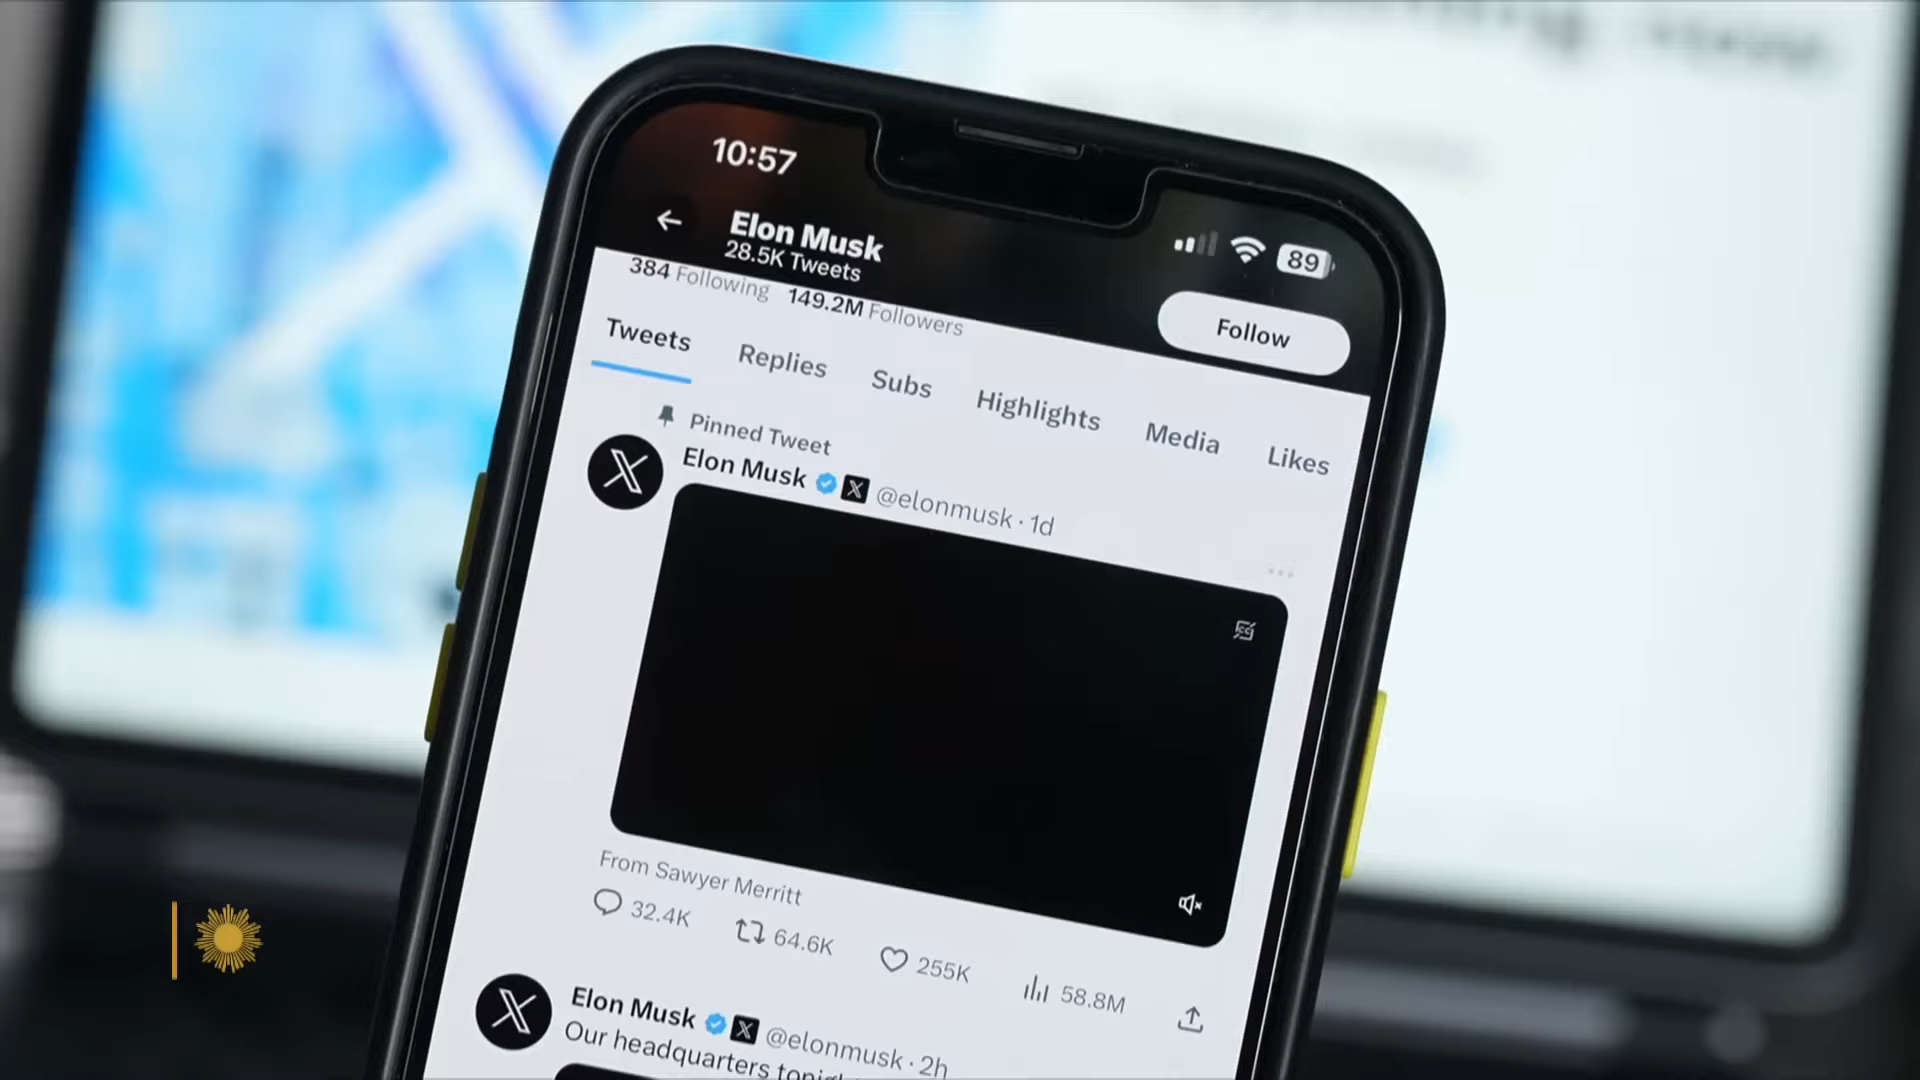 10:57
89
Elon Musk
28.5K Tweets
384 Following 149.2M Followers
Follow
Tweets Replies Subs Highlights Media Likes
Pinned Tweet
Elon Musk @elonmusk · 1d
From Sawyer Merritt
32.4K 64.6K 255K 58.8M
Elon Musk @elonmusk · 2h
Our headquarters